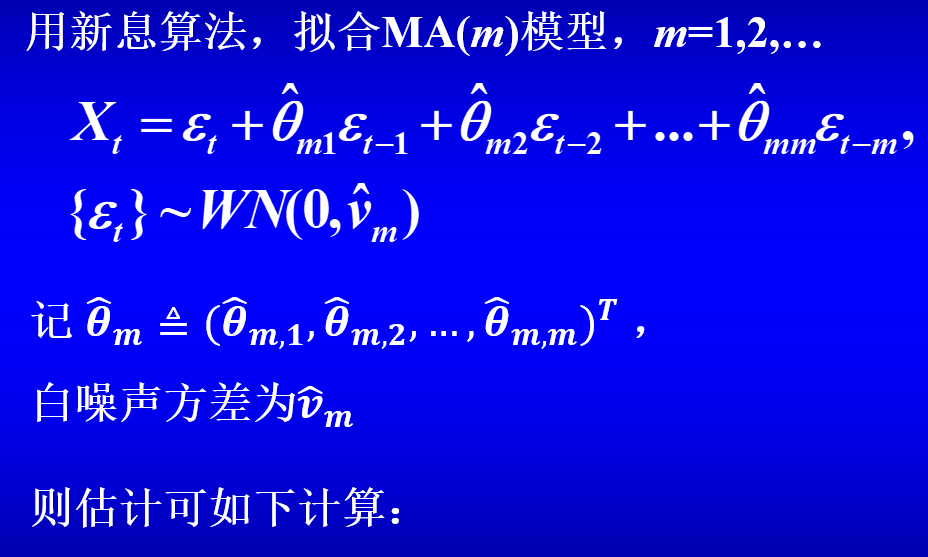 用新息算法，拟合MA(m)模型，m=1,2,…
X_t = ε_t + θ̂_{m1}ε_{t−1} + θ̂_{m2}ε_{t−2} + ... + θ̂_{mm}ε_{t−m},
{ε_t} ~ WN(0, v̂_m)
记 θ̂_m ≜ (θ̂_{m,1}, θ̂_{m,2}, … , θ̂_{m,m})^T ，
白噪声方差为v̂_m
则估计可如下计算：